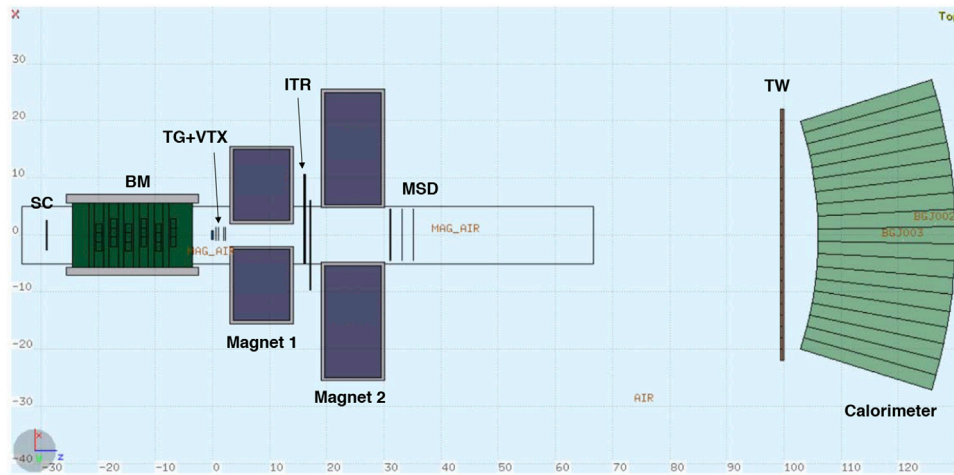 X
Top
30
20
10
0
-10
-20
-30
-40
ITR
TW
TG+VTX
BM
MSD
SC
BGJ002
MAG_AIR
BGJ003
MAG_AIR
Magnet 1
Magnet 2
AIR
Calorimeter
x
y
z
-30
-20
-10
0
10
20
30
40
50
60
70
80
90
100
110
120